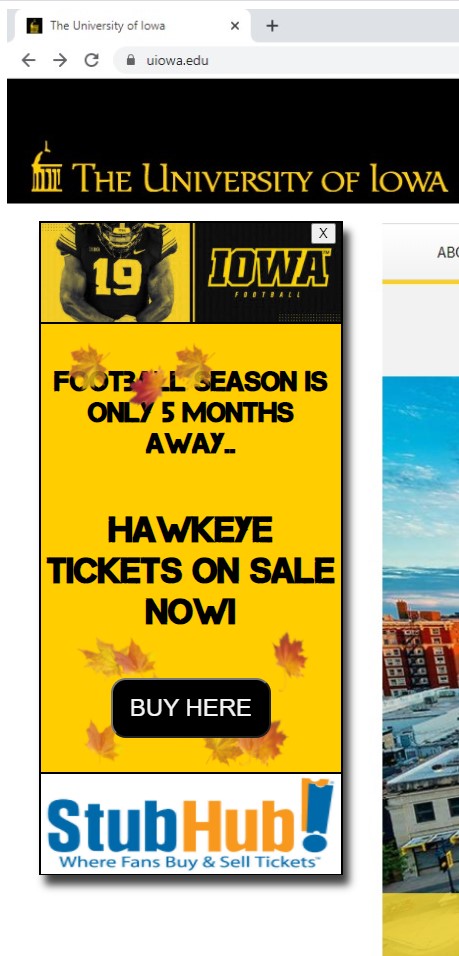 The University of Iowa
uiowa.edu
THE UNIVERSITY OF IOWA
X
19
IOWA
FOOTBALL
ABO
FOOTBALL SEASON IS
ONLY 5 MONTHS
AWAY..
HAWKEYE
TICKETS ON SALE
NOW!
BUY HERE
StubHub!
Where Fans Buy & Sell Tickets™